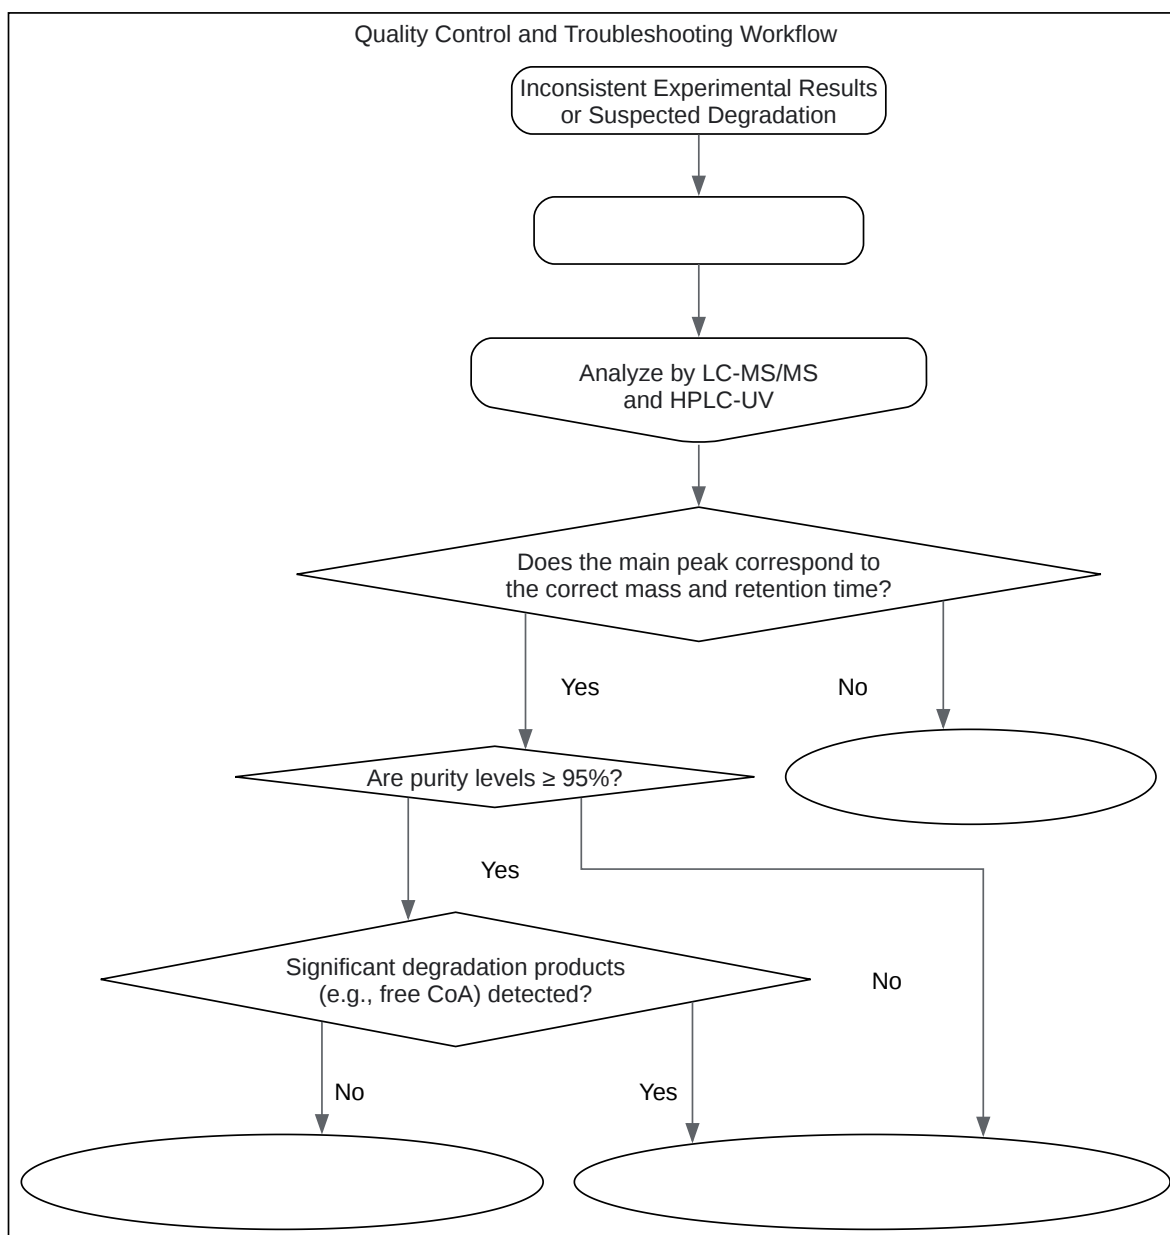 Quality Control and Troubleshooting Workflow
Inconsistent Experimental Results
or Suspected Degradation
Analyze by LC-MS/MS
and HPLC-UV
Does the main peak correspond to
the correct mass and retention time?
Yes
No
Are purity levels ≥ 95%?
Yes
Significant degradation products
(e.g., free CoA) detected?
No
No
Yes